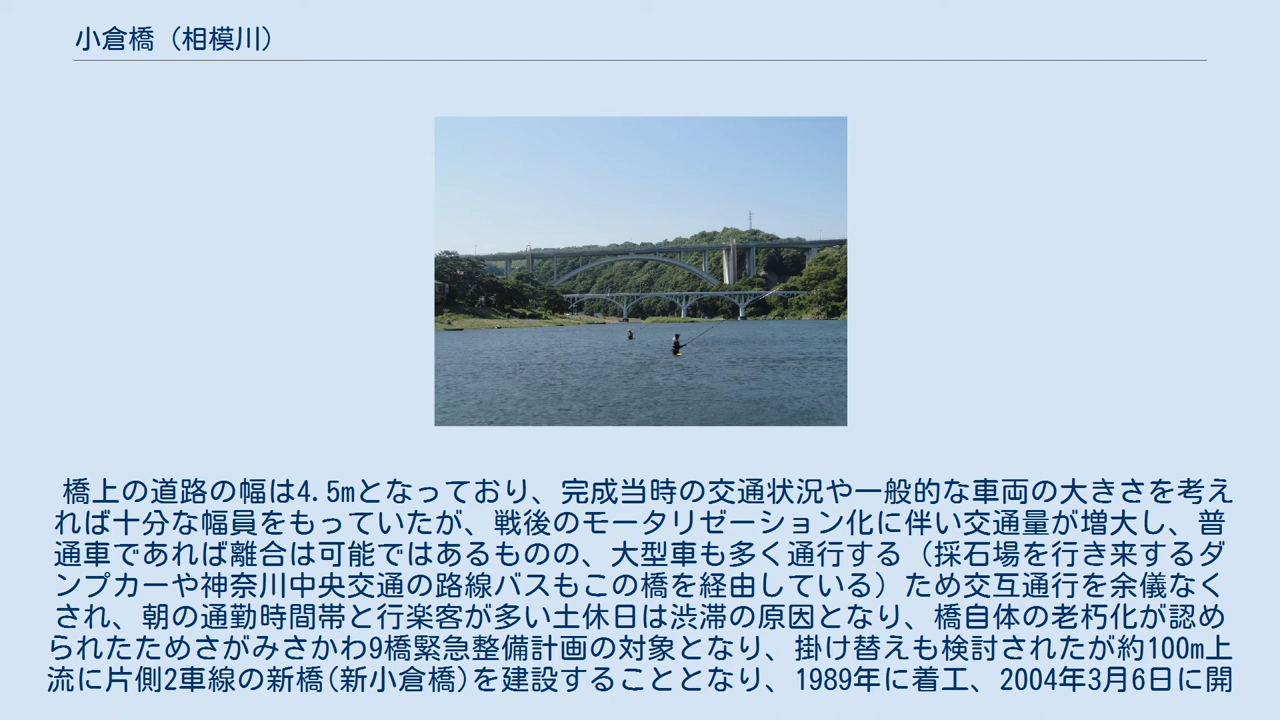 小倉橋（相模川）
橋上の道路の幅は4.5mとなっており、完成当時の交通状況や一般的な車両の大きさを考え
れば十分な幅員をもっていたが、戦後のモータリゼーション化に伴い交通量が増大し、普
通車であれば離合は可能ではあるものの、大型車も多く通行する（採石場を行き来するダ
ンプカーや神奈川中央交通の路線バスもこの橋を経由している）ため交互通行を余儀なく
され、朝の通勤時間帯と行楽客が多い土休日は渋滞の原因となり、橋自体の老朽化が認め
られたためさがみさかわ9橋緊急整備計画の対象となり、掛け替えも検討されたが約100m上
流に片側2車線の新橋(新小倉橋)を建設することとなり、1989年に着工、2004年3月6日に開